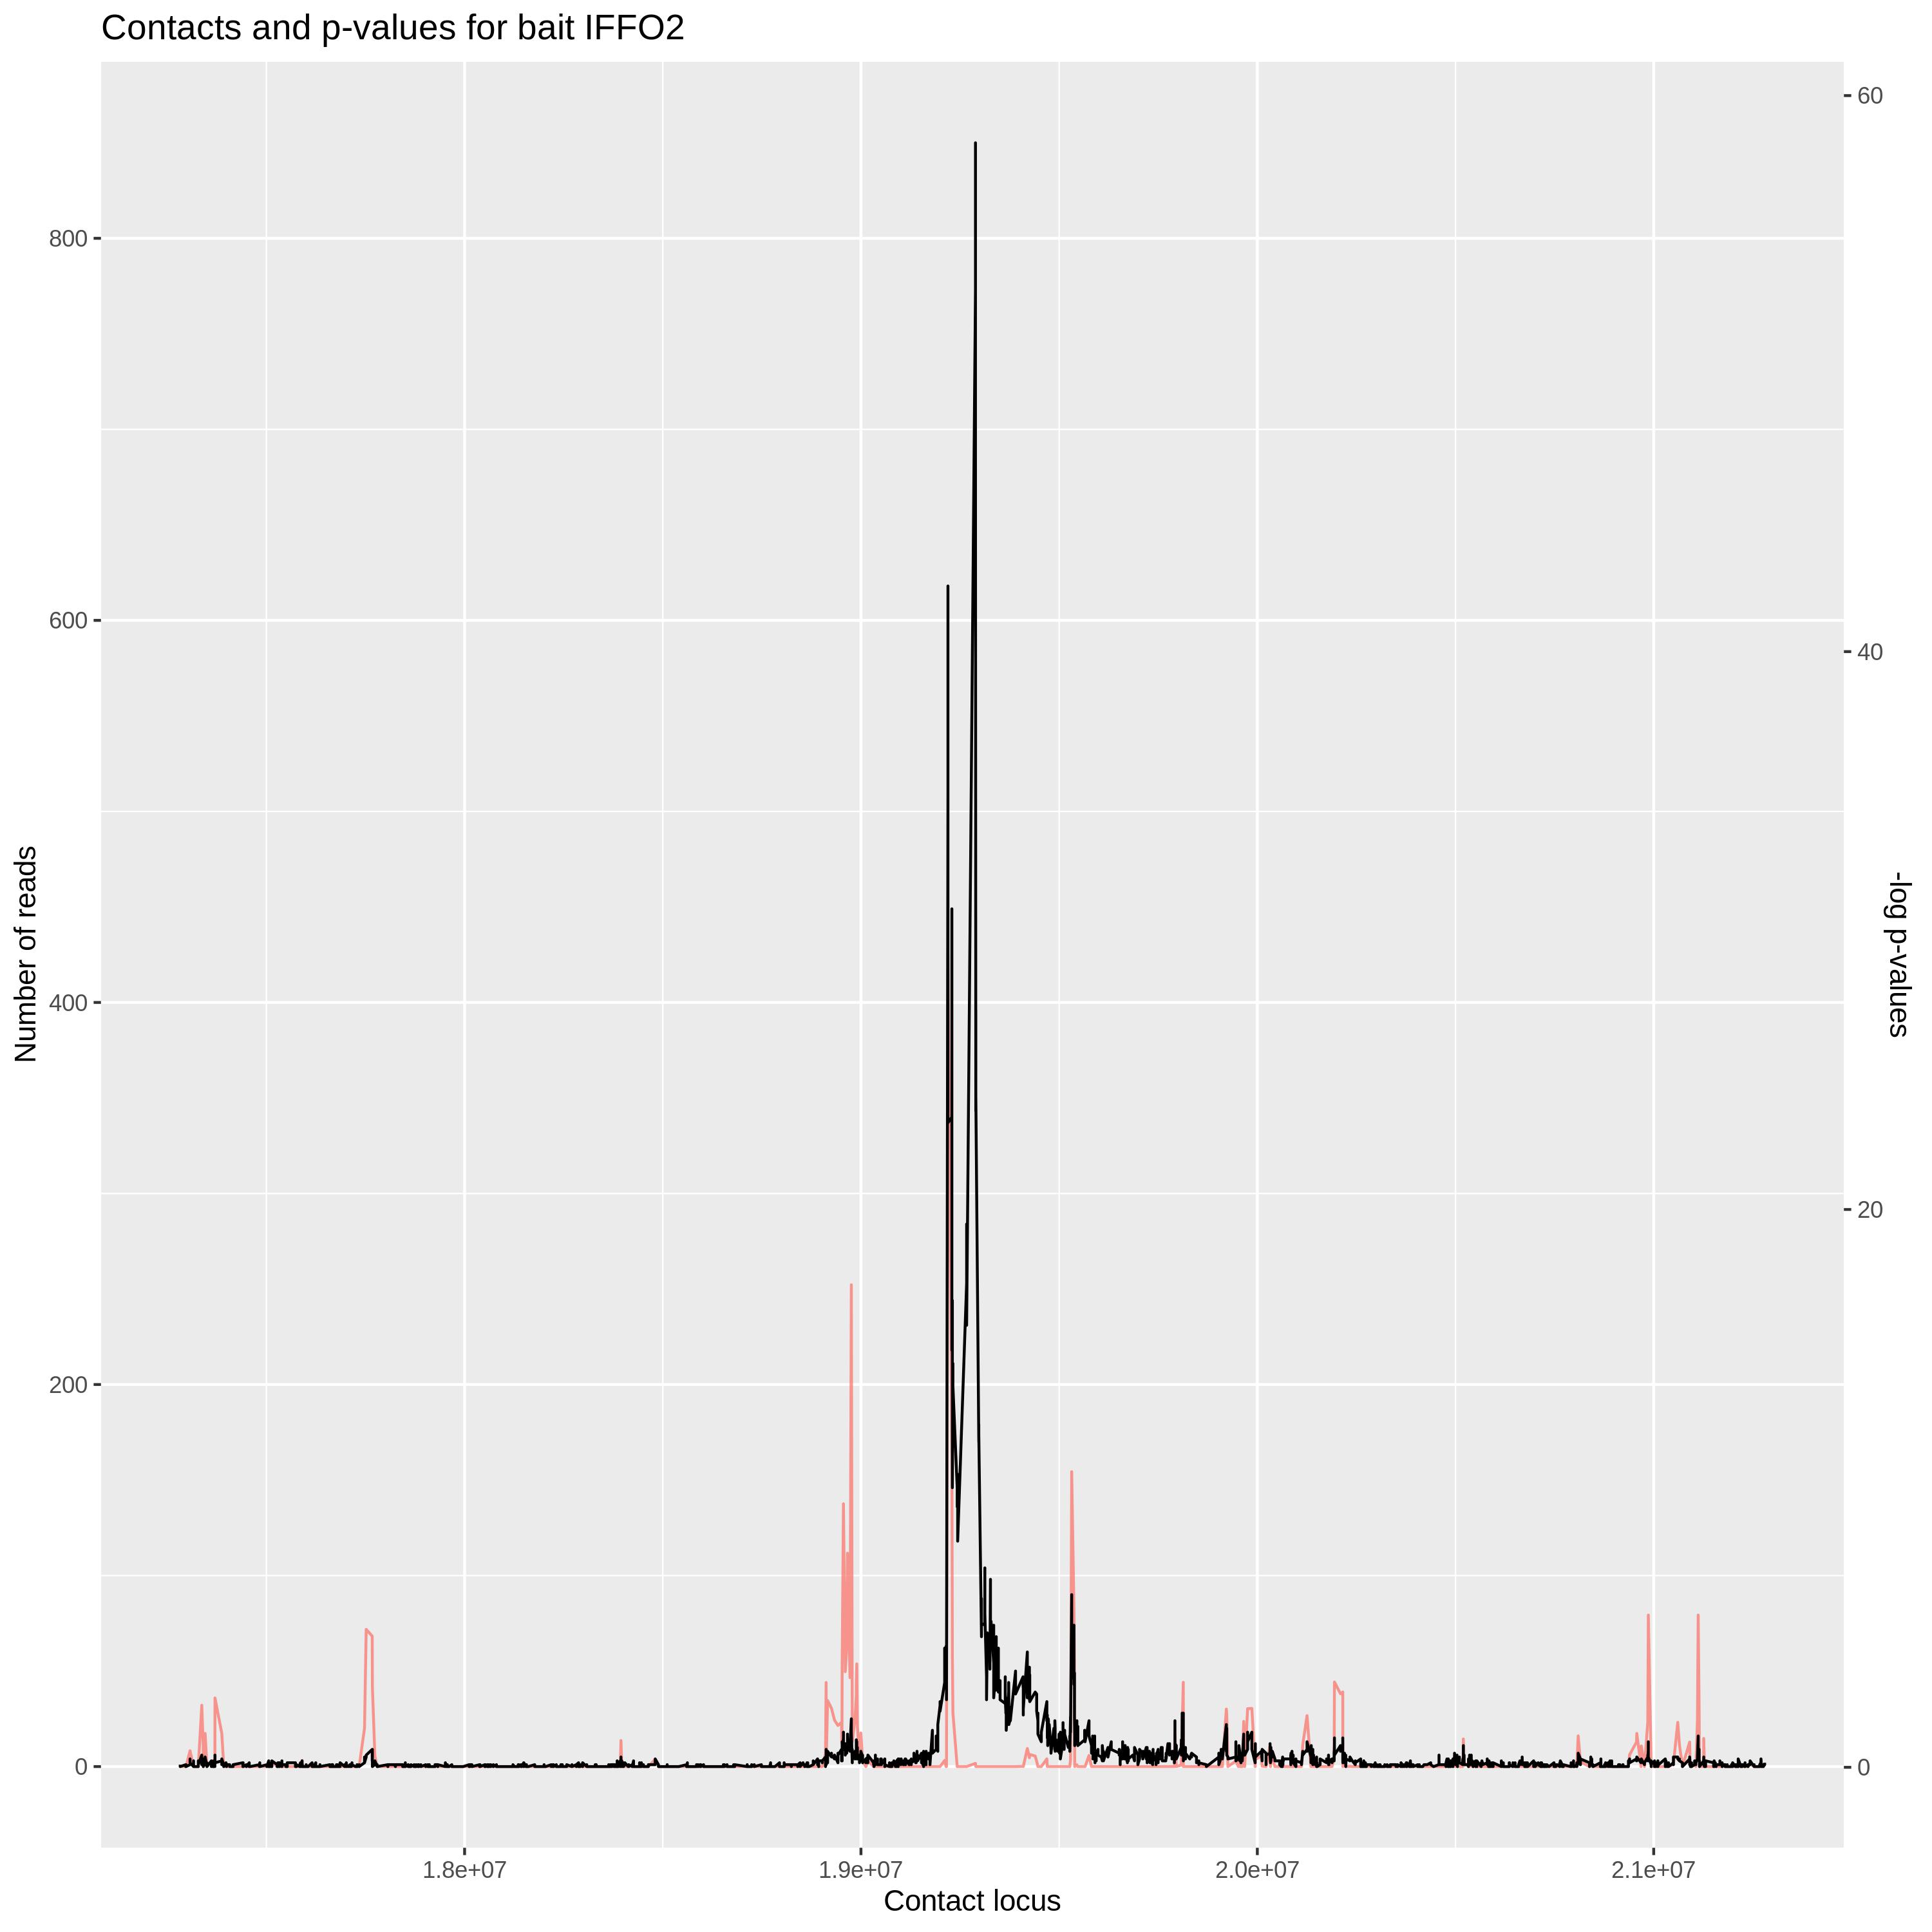 Contacts and p-values for bait IFFO2
Number of reads
800
600
400
200
0
60
40
20
0
-log p-values
1.8e+07
1.9e+07
2.0e+07
2.1e+07
Contact locus